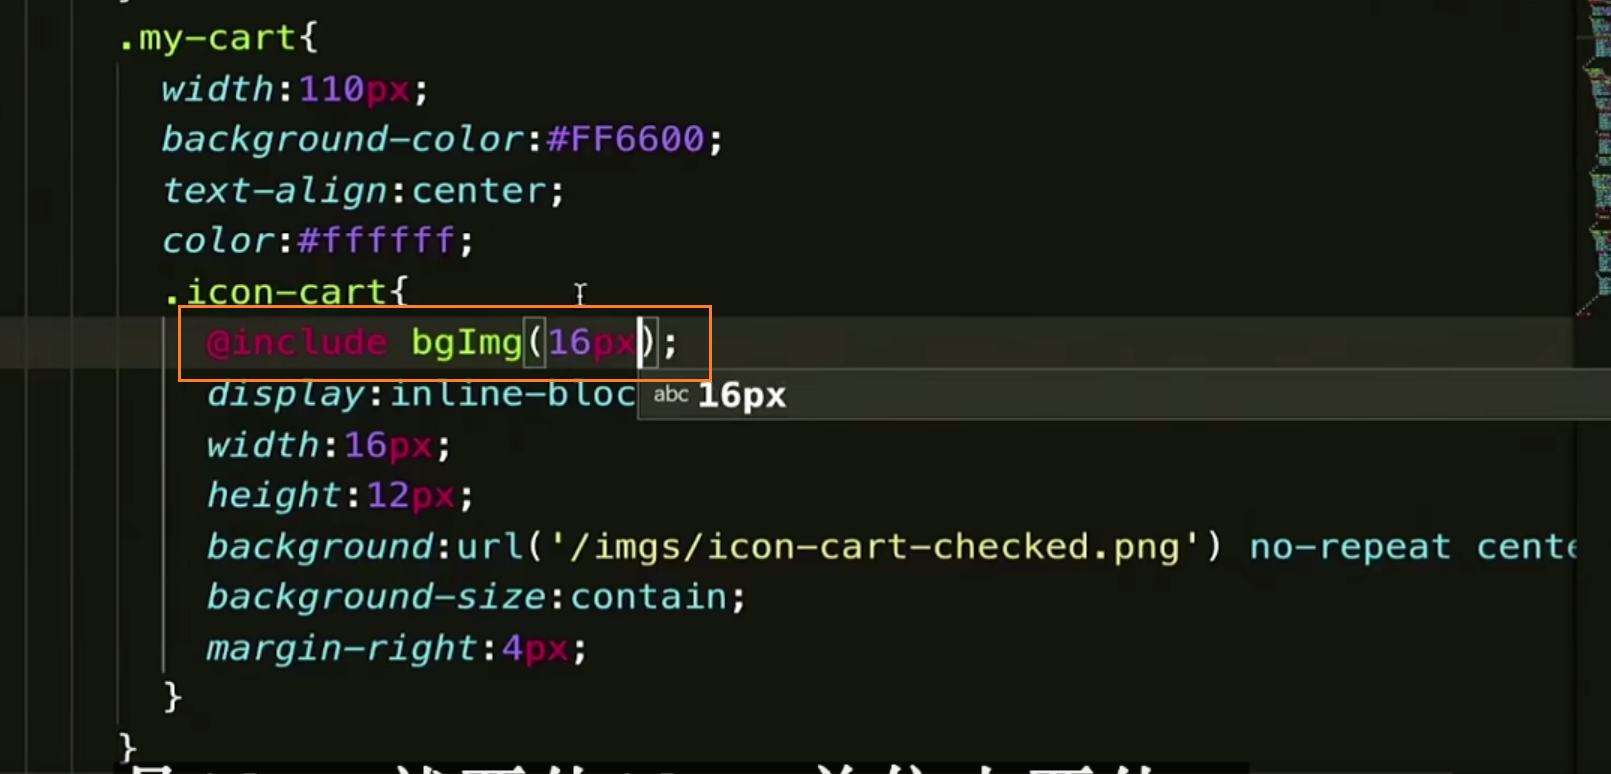 .my-cart{
width:110px;
background-color:#FF6600;
text-align:center;
color:#ffffff;
.icon-cart{
@include bgImg(16px);
display:inline-bloc
abc 16px
width:16px;
height:12px;
background:url('/imgs/icon-cart-checked.png') no-repeat cente
background-size:contain;
margin-right:4px;
}
}